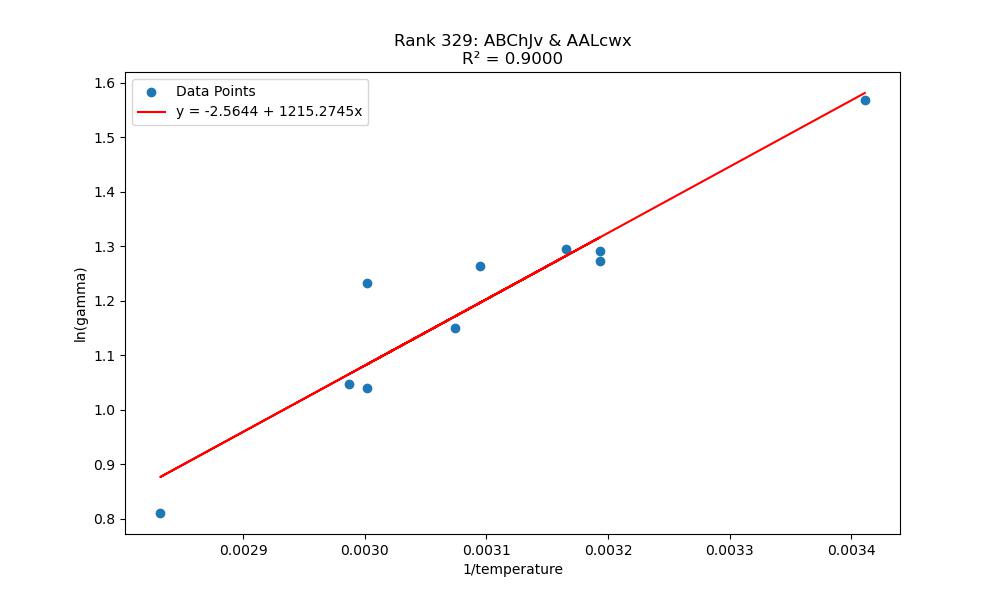 Rank 329: ABChJv & AALcwx
R² = 0.9000
Data Points
y = -2.5644 + 1215.2745x
1.6
1.5
1.4
1.3
1.2
1.1
1.0
0.9
0.8
ln(gamma)
0.0029 0.0030 0.0031 0.0032 0.0033 0.0034
1/temperature